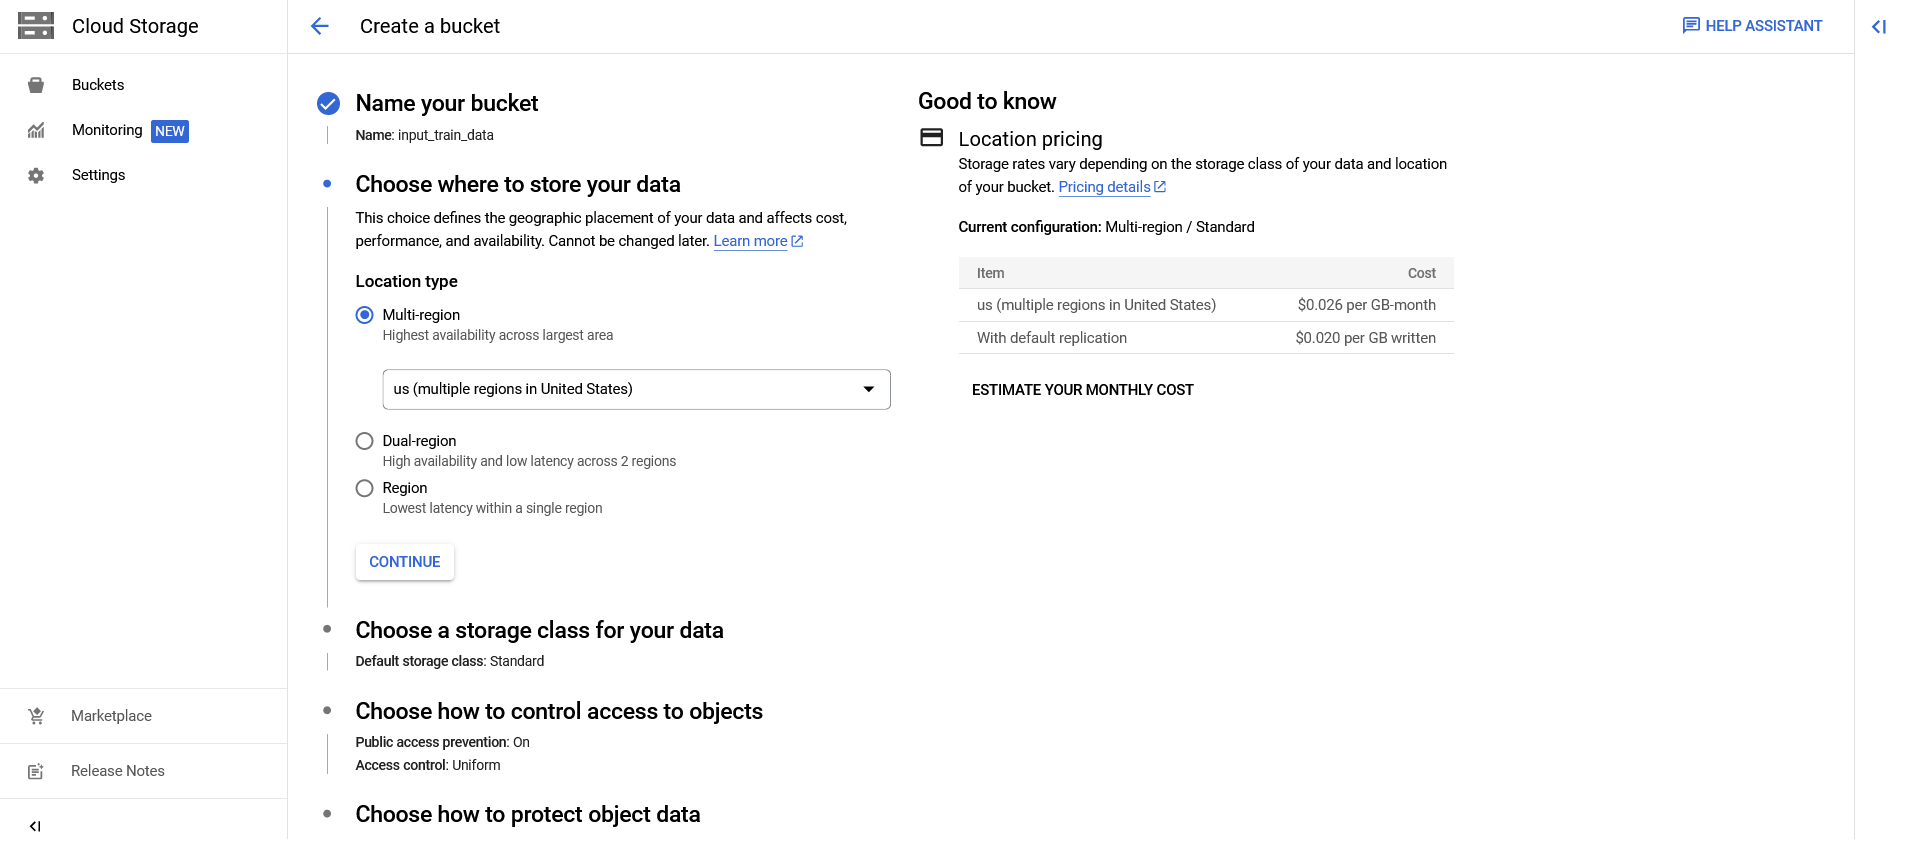 Cloud Storage
Create a bucket
HELP ASSISTANT
Buckets
Monitoring NEW
Settings
Marketplace
Release Notes
Name your bucket
Name: input_train_data
Choose where to store your data
This choice defines the geographic placement of your data and affects cost,
performance, and availability. Cannot be changed later. Learn more
Location type
Multi-region
Highest availability across largest area
us (multiple regions in United States)
Dual-region
High availability and low latency across 2 regions
Region
Lowest latency within a single region
CONTINUE
Choose a storage class for your data
Default storage class: Standard
Choose how to control access to objects
Public access prevention: On
Access control: Uniform
Choose how to protect object data
Good to know
Location pricing
Storage rates vary depending on the storage class of your data and location
of your bucket. Pricing details
Current configuration: Multi-region / Standard
Item Cost
us (multiple regions in United States) $0.026 per GB-month
With default replication $0.020 per GB written
ESTIMATE YOUR MONTHLY COST